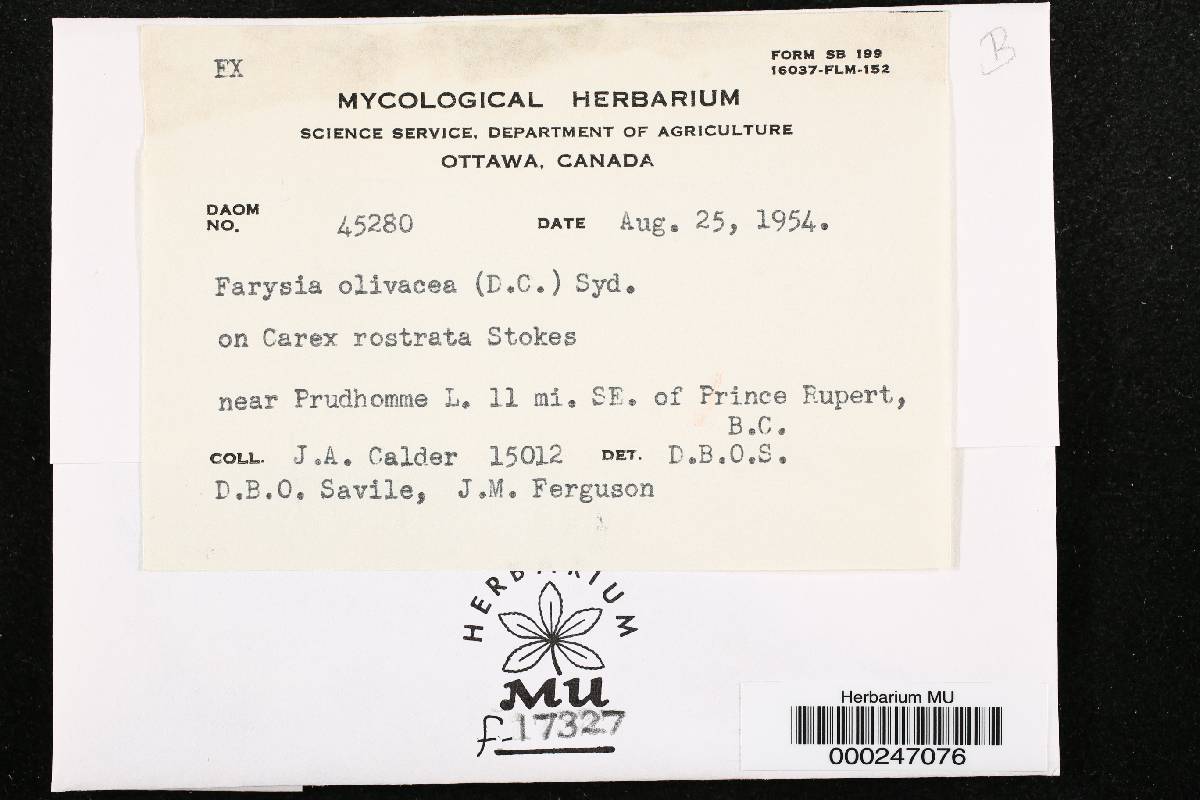 EX
FORM SB 199
16037-FLM-152
B
MYCOLOGICAL HERBARIUM
SCIENCE SERVICE, DEPARTMENT OF AGRICULTURE
OTTAWA, CANADA
DAOM NO. 45280 DATE Aug. 25, 1954.
Farysia olivacea (D.C.) Syd.
on Carex rostrata Stokes
near Prudhomme L. 11 mi. SE. of Prince Rupert,
B.C.
COLL. J.A. Calder 15012 DET. D.B.O.S.
D.B.O. Savile, J.M. Ferguson
HERBARIUM
MU
f-17327
Herbarium MU
000247076